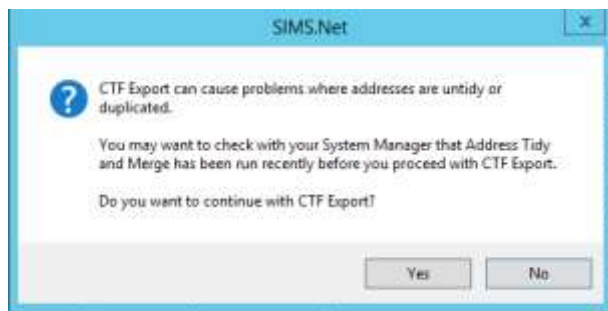 SIMS.Net
x
CTF Export can cause problems where addresses are untidy or
duplicated.
You may want to check with your System Manager that Address Tidy
and Merge has been run recently before you proceed with CTF Export.
Do you want to continue with CTF Export?
Yes
No